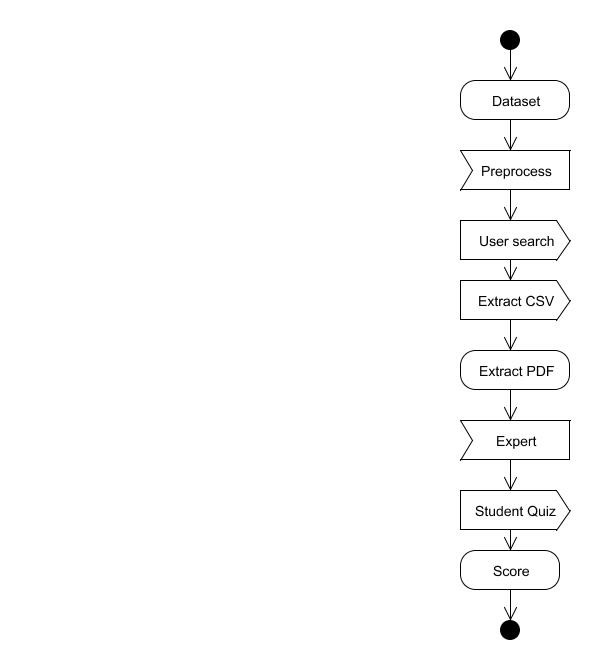 Dataset
Preprocess
User search
Extract CSV
Extract PDF
Expert
Student Quiz
Score